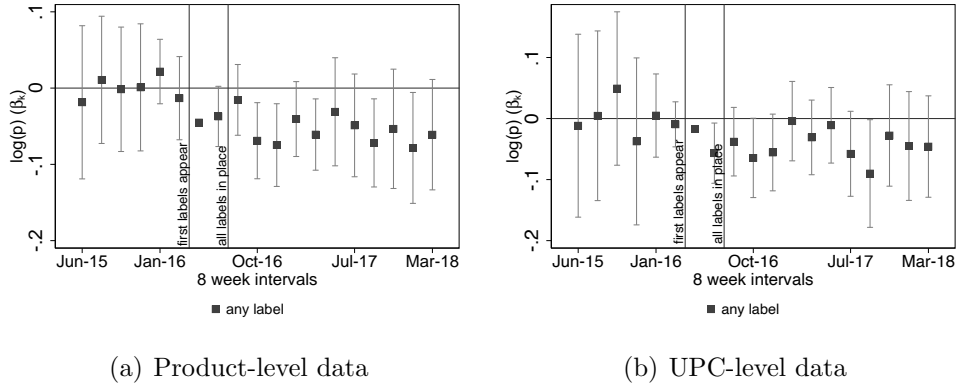 .1
0
-.1
-.2
log(p) (βk)
first labels appear
all labels in place
Jun-15
Jan-16
Oct-16
Jul-17
Mar-18
8 week intervals
any label
(a) Product-level data
.1
0
-.1
-.2
log(p) (βk)
first labels appear
all labels in place
Jun-15
Jan-16
Oct-16
Jul-17
Mar-18
8 week intervals
any label
(b) UPC-level data